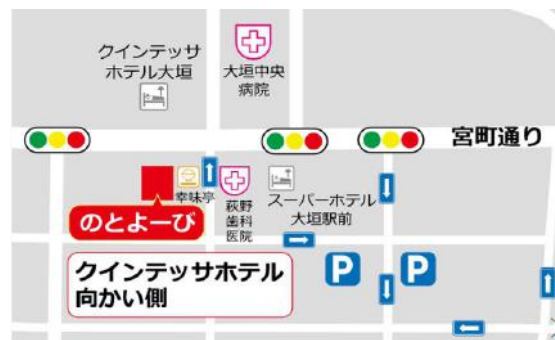 クインテッサ
ホテル大垣
大垣中央
病院
宮町通り
幸味亭
萩野
歯科
医院
スーパーホテル
大垣駅前
のとよーび
クインテッサホテル
向かい側
P
P